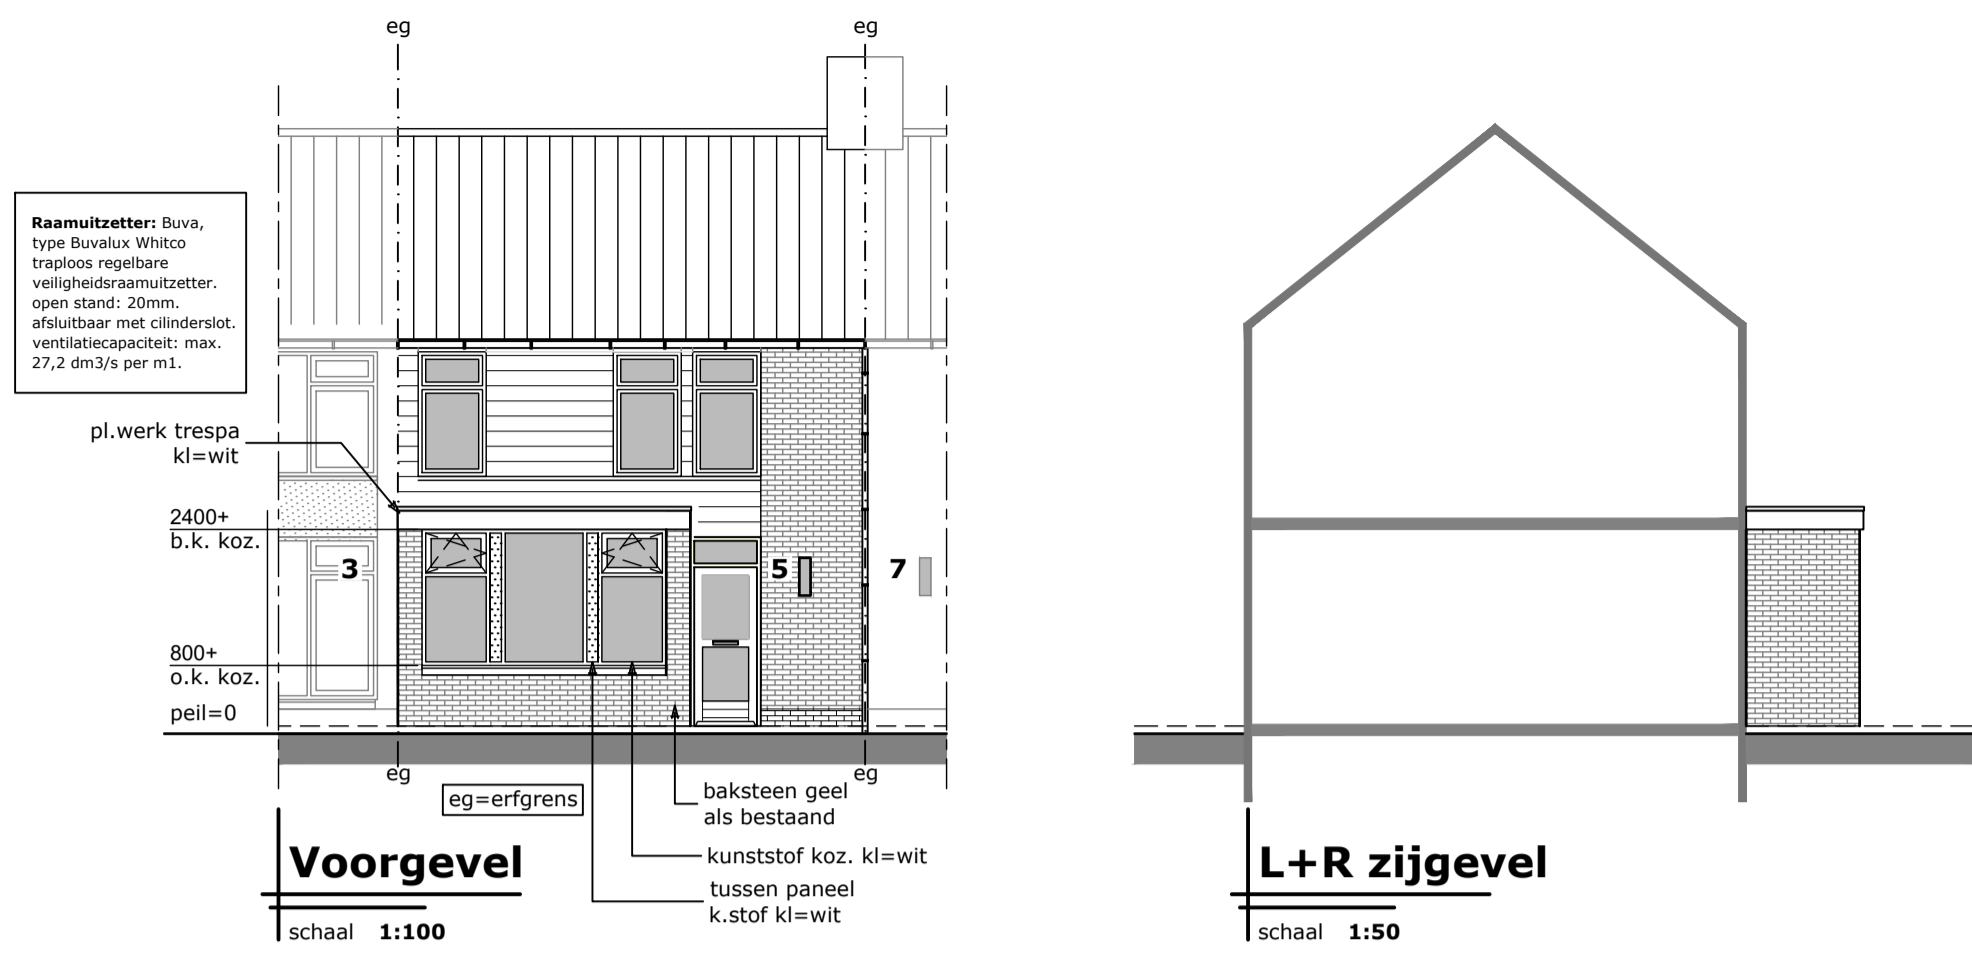 eg
eg
Raamuitzetter: Buva,
type Buvalux Whitco
traploos regelbare
veiligheidsraamuitzetter.
open stand: 20mm.
afsluitbaar met cilinderslot.
ventilatiecapaciteit: max.
27,2 dm3/s per m1.
pl.werk trespa
kl=wit
2400+
b.k. koz.
3
5
7
800+
o.k. koz.
peil=0
eg
eg
eg=erfgrens
baksteen geel
als bestaand
kunststof koz. kl=wit
tussen paneel
k.stof kl=wit
Voorgevel
schaal 1:100
L+R zijgevel
schaal 1:50